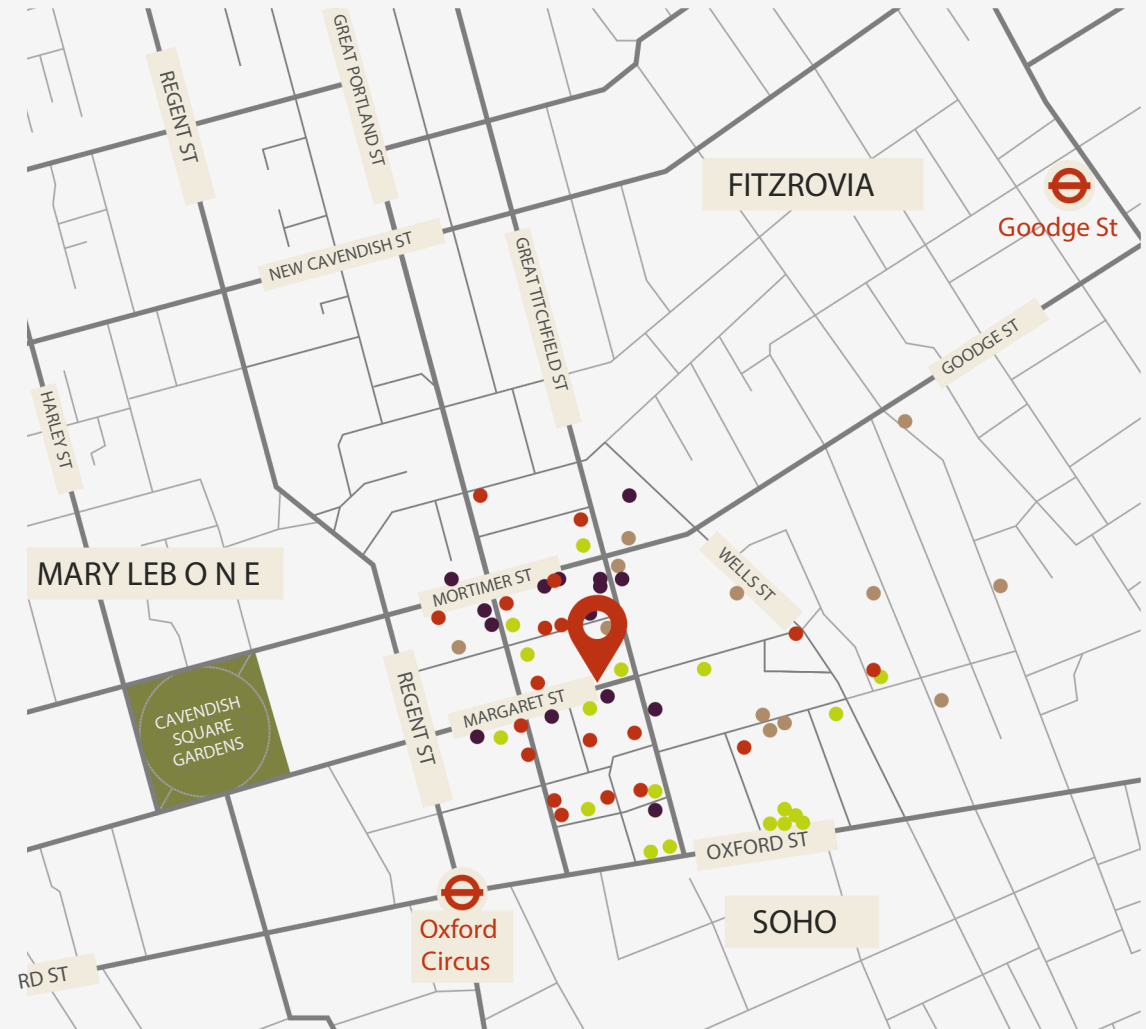 GREAT PORTLAND ST
REGENT ST
FITZROVIA
Goodge St
NEW CAVENDISH ST
GREAT TITCHFIELD ST
GOODGE ST
HARLEY ST
MARY LEB O N E
MORTIMER ST
WELLS ST
REGENT ST
MARGARET ST
CAVENDISH
SQUARE
GARDENS
OXFORD ST
SOHO
Oxford
Circus
RD ST